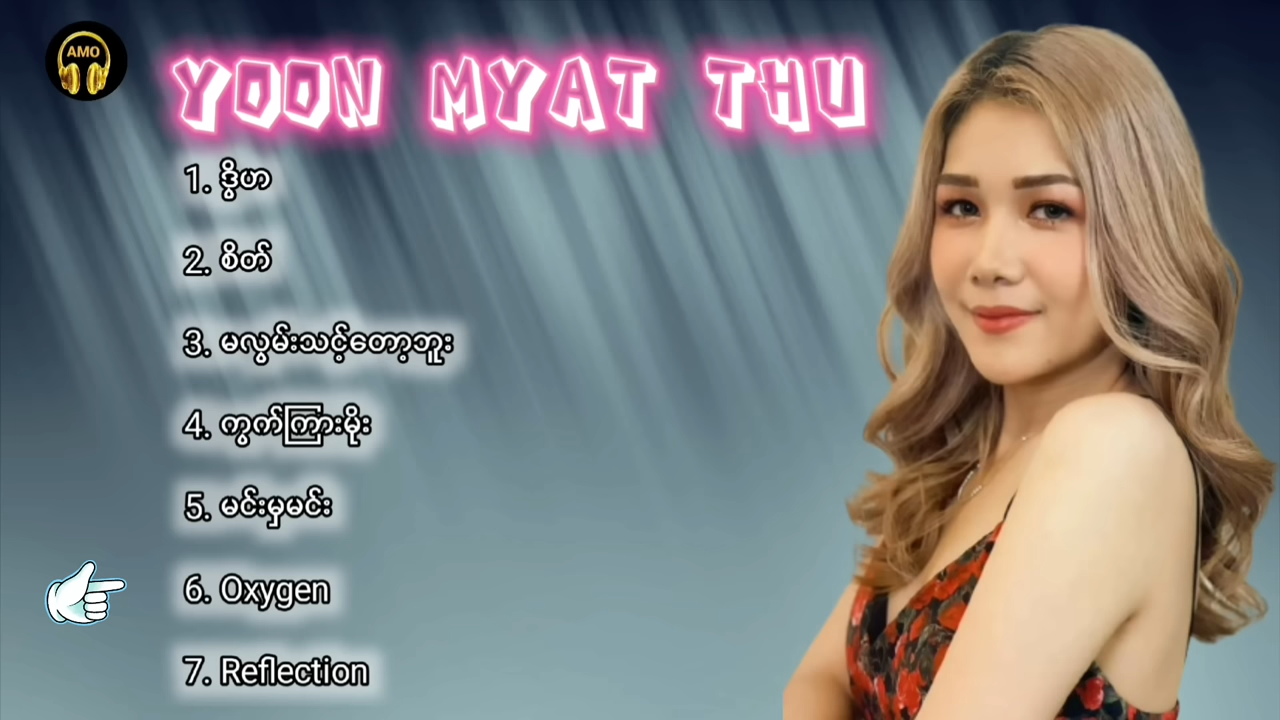 AMO
YOON MYAT THU
1. ဒွိဟ
2. စိတ်
3. မလွမ်းသင့်တော့ဘူး
4. ကွက်ကြားမိုး
5. မင်းမှမင်း
6. Oxygen
7. Reflection